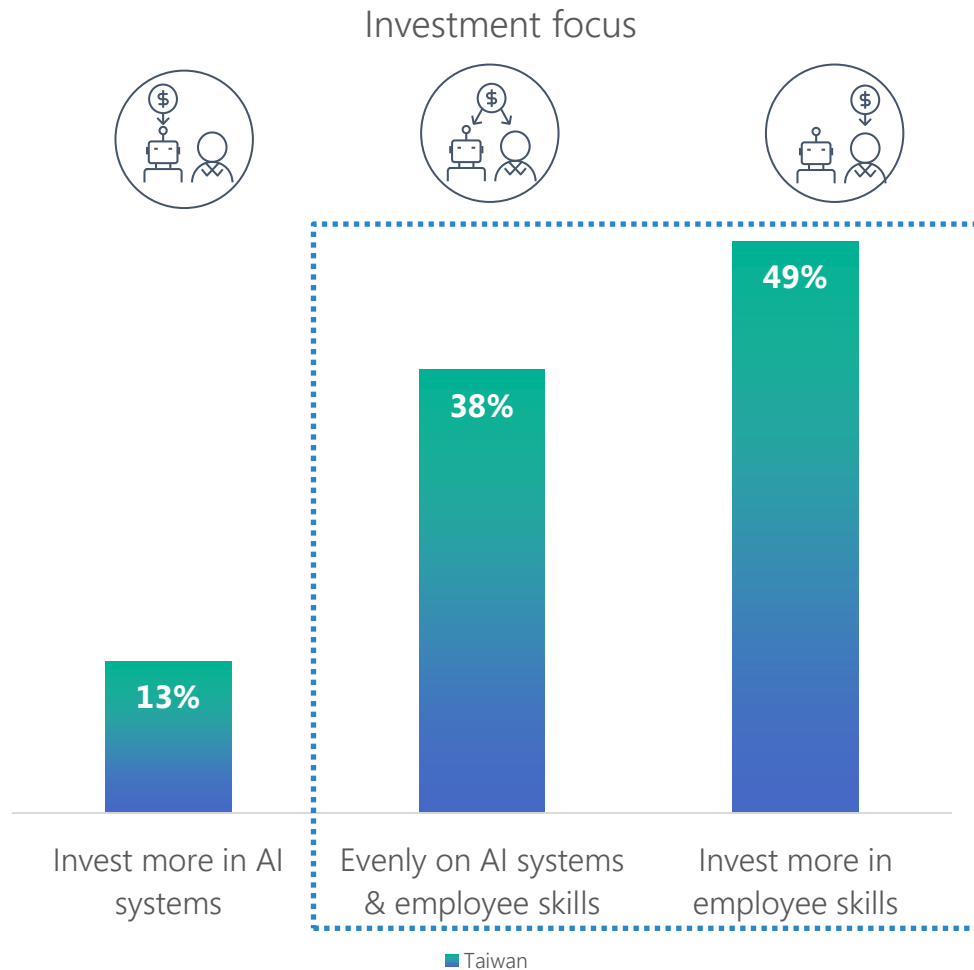 Investment focus
$
$
$
49%
38%
13%
Invest more in AI
systems
Evenly on AI systems
& employee skills
Invest more in
employee skills
Taiwan